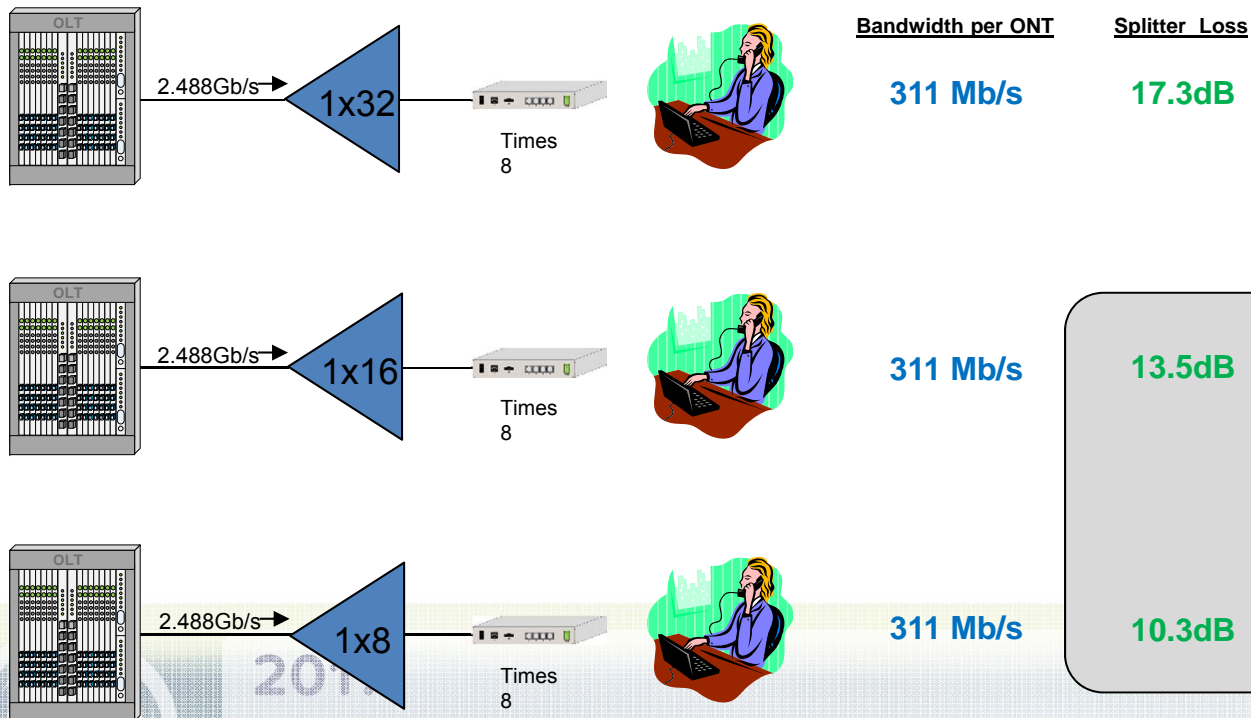 Bandwidth per ONT
Splitter Loss
OLT
2.488Gb/s
1x32
Times
8
311 Mb/s
17.3dB
OLT
2.488Gb/s
1x16
Times
8
311 Mb/s
13.5dB
OLT
2.488Gb/s
1x8
Times
8
311 Mb/s
10.3dB